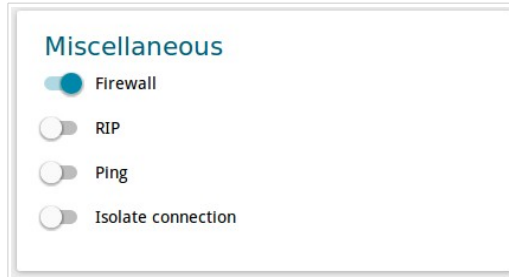 Miscellaneous
Firewall
RIP
Ping
Isolate connection